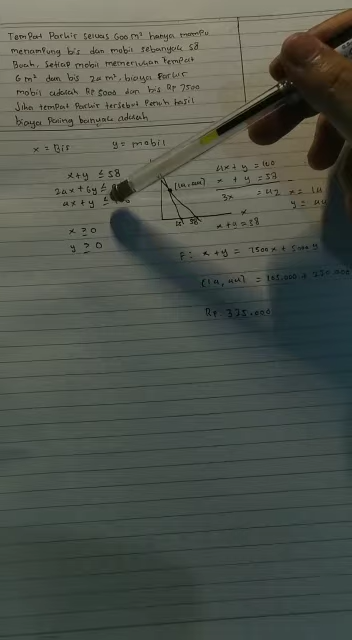 Tempat Parkir seluas 600 m² hanya mampu
menampung bis dan mobil sebanyak 58
Buah, setiap mobil memerlukan tempat
6 m² dan bis 24 m², biaya Parkir
mobil adalah Rp 5000 dan bis Rp 7500
Jika tempat Parkir tersebut Penuh hasil
biaya Paling banyak adalah
x = Bis y = mobil
x+y ≤ 58
24x+6y ≤
4x+y ≤
x ≥ 0
y ≥ 0
(14,44)
14 58 x
x+y=58
4x + y = 100
x + y = 58
3x = 42 x = 14
y = 44
F: x + y = 7500x + 5000y
(14,44) = 105.000 + 220.000
Rp 325.000